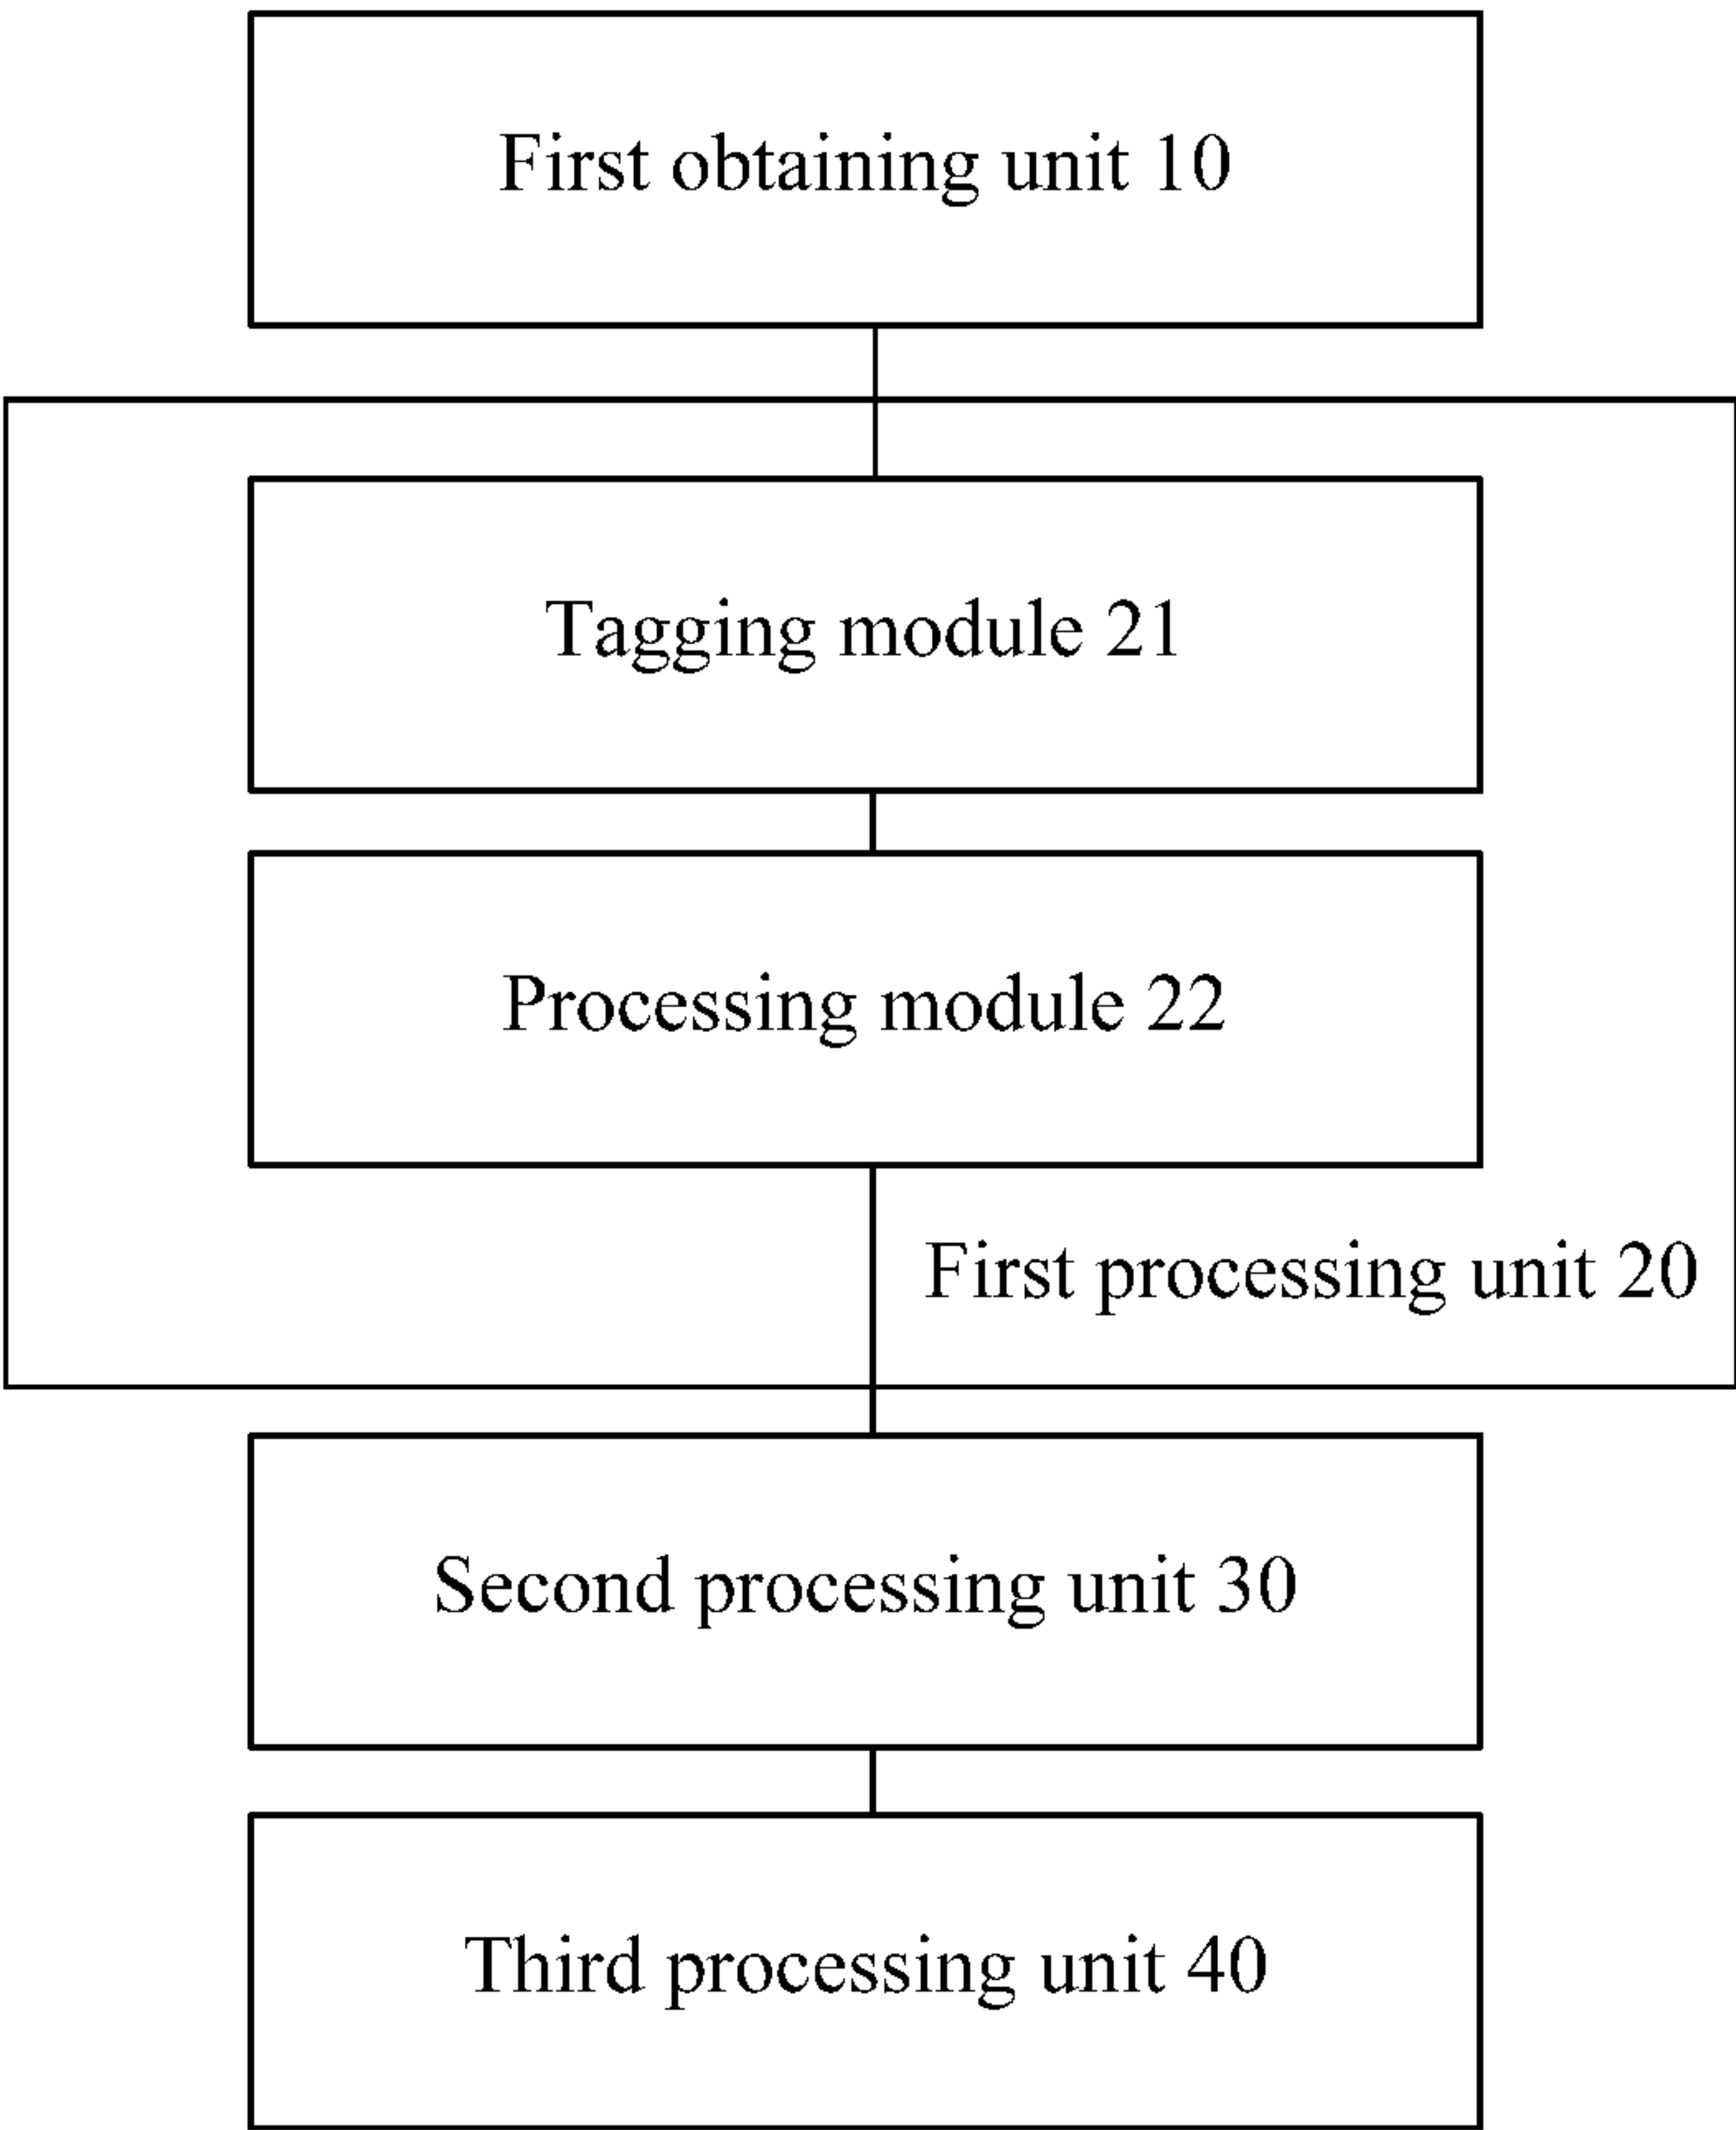 First obtaining unit 10
Tagging module 21
Processing module 22
First processing unit 20
Second processing unit 30
Third processing unit 40